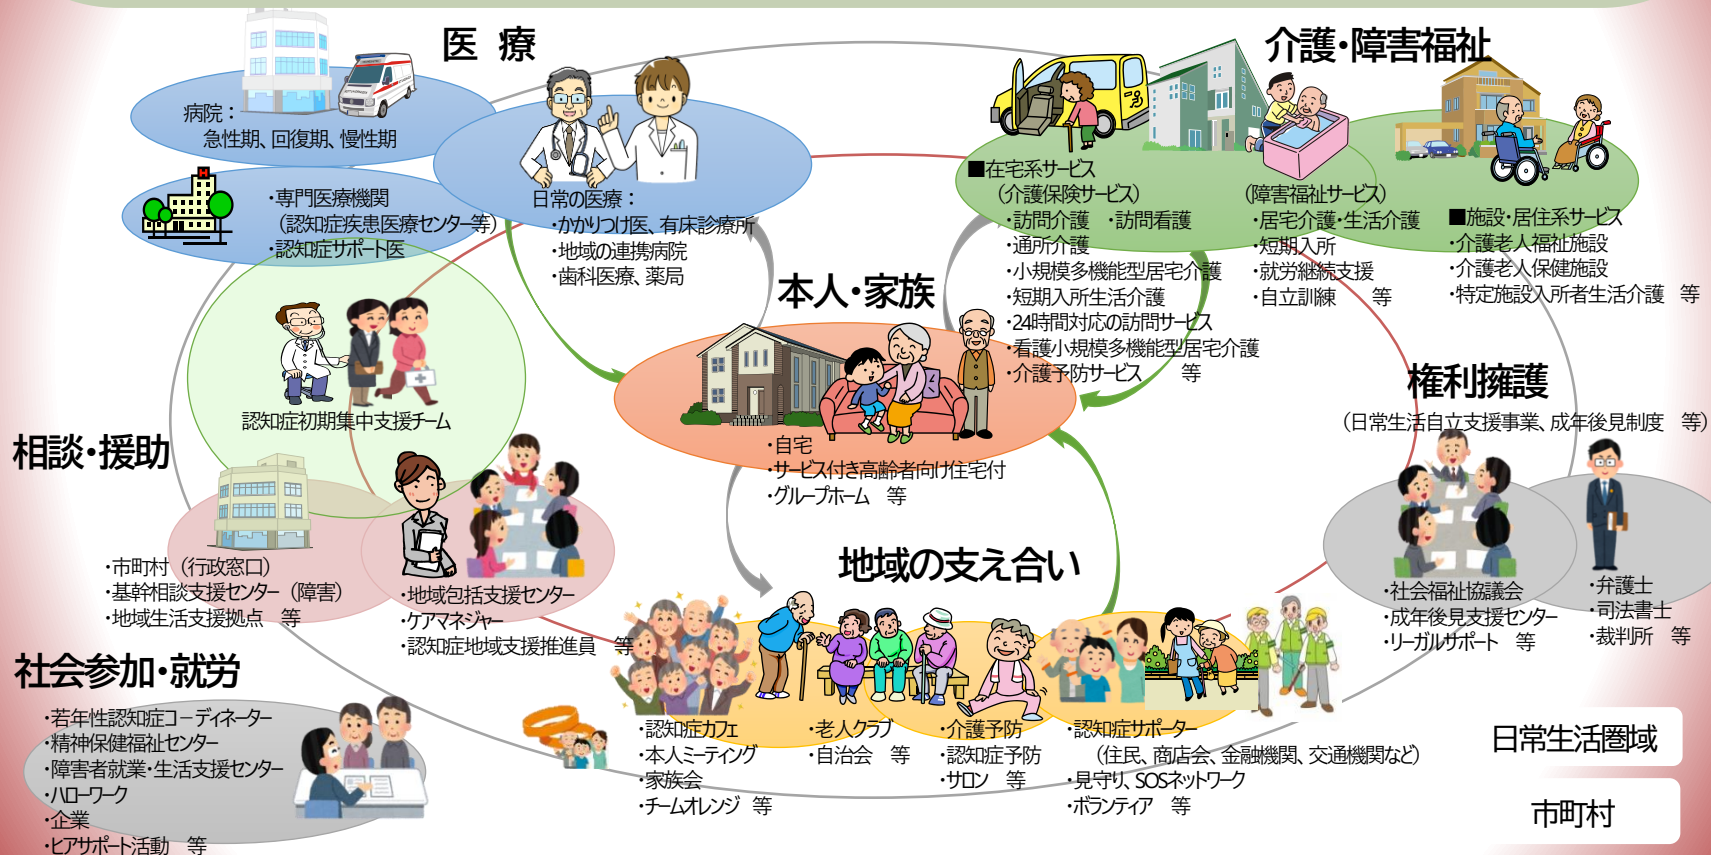 医 療
病院：
急性期、回復期、慢性期
・専門医療機関
（認知症疾患医療センター等）
・認知症サポート医
日常の医療：
・かかりつけ医、有床診療所
・地域の連携病院
・歯科医療、薬局
介護・障害福祉
■在宅系サービス
（介護保険サービス）
・訪問介護 ・訪問看護
・通所介護
・小規模多機能型居宅介護
・短期入所生活介護
・24時間対応の訪問サービス
・看護小規模多機能型居宅介護
・介護予防サービス 等
（障害福祉サービス）
・居宅介護・生活介護
・短期入所
・就労継続支援
・自立訓練 等
■施設・居住系サービス
・介護老人福祉施設
・介護老人保健施設
・特定施設入所者生活介護 等
本人・家族
・自宅
・サービス付き高齢者向け住宅付
・グループホーム 等
認知症初期集中支援チーム
相談・援助
・市町村（行政窓口）
・基幹相談支援センター（障害）
・地域生活支援拠点 等
・地域包括支援センター
・ケアマネジャー
・認知症地域支援推進員 等
権利擁護
（日常生活自立支援事業、成年後見制度 等）
・社会福祉協議会
・成年後見支援センター
・リーガルサポート 等
・弁護士
・司法書士
・裁判所 等
地域の支え合い
・認知症カフェ
・本人ミーティング
・家族会
・チームオレンジ 等
・老人クラブ
・自治会 等
・介護予防
・認知症予防
・サロン 等
・認知症サポーター
（住民、商店会、金融機関、交通機関など）
・見守り、SOSネットワーク
・ボランティア 等
社会参加・就労
・若年性認知症コーディネーター
・精神保健福祉センター
・障害者就業・生活支援センター
・ハローワーク
・企業
・ピアサポート活動 等
日常生活圏域
市町村